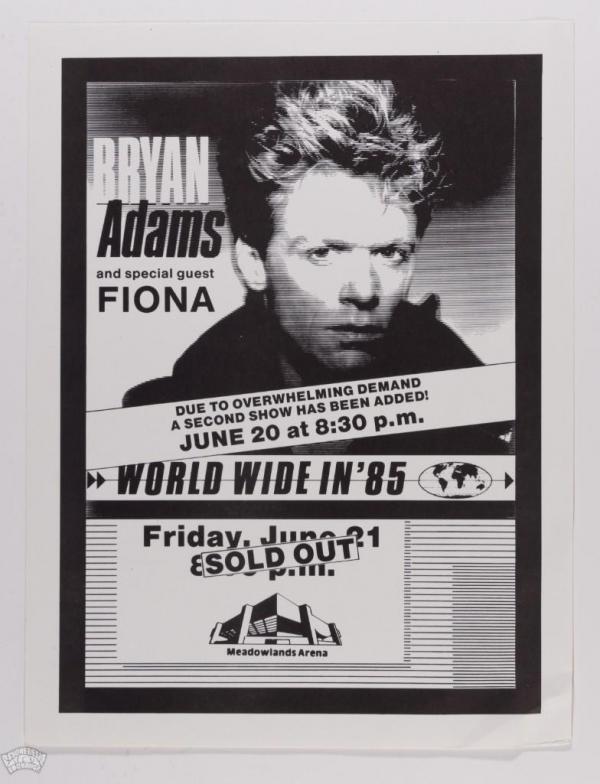 BRYAN
Adams
and special guest
FIONA
DUE TO OVERWHELMING DEMAND
A SECOND SHOW HAS BEEN ADDED!
JUNE 20 at 8:30 p.m.
WORLD WIDE IN '85
Friday, June 21
SOLD OUT
p.m.
Meadowlands Arena